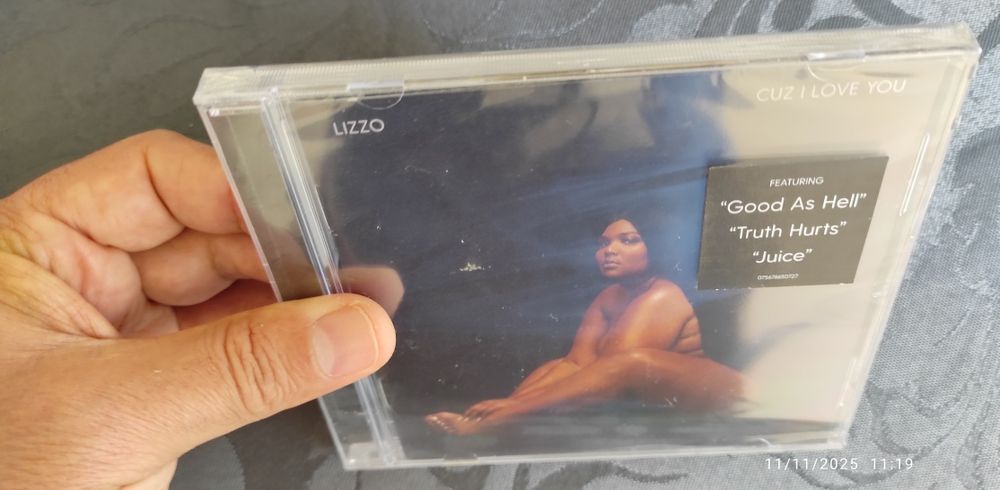 LIZZO
CUZ I LOVE YOU
FEATURING
“Good As Hell”
“Truth Hurts”
“Juice”
11/11/2025 11:19